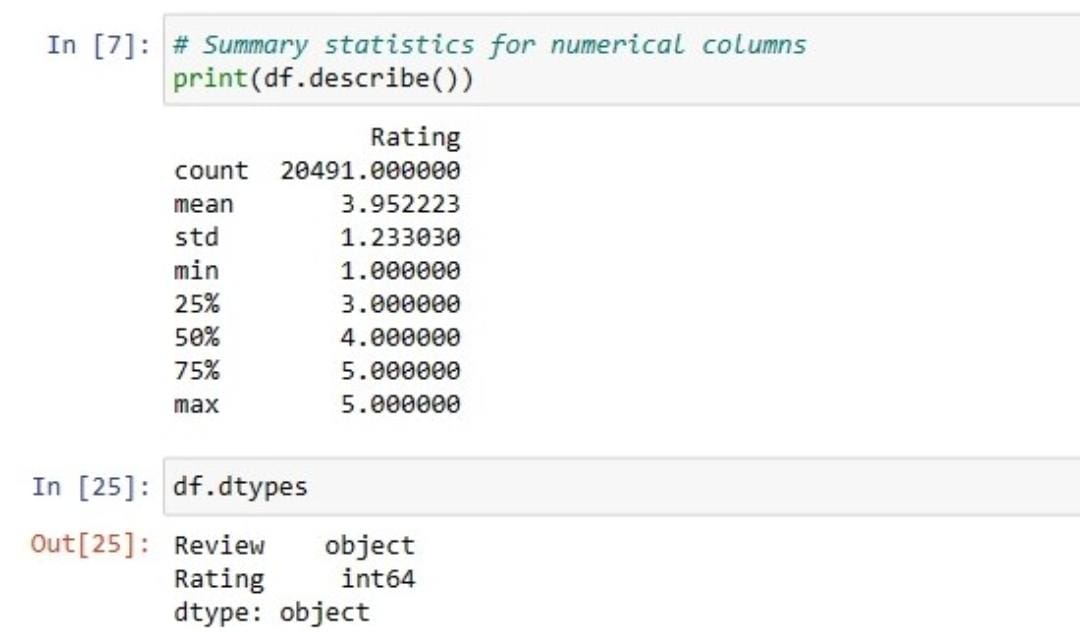 In [7]: # Summary statistics for numerical columns
print(df.describe())
Rating
count 20491.000000
mean 3.952223
std 1.233030
min 1.000000
25% 3.000000
50% 4.000000
75% 5.000000
max 5.000000
In [25]: df.dtypes
Out[25]: Review object
Rating int64
dtype: object